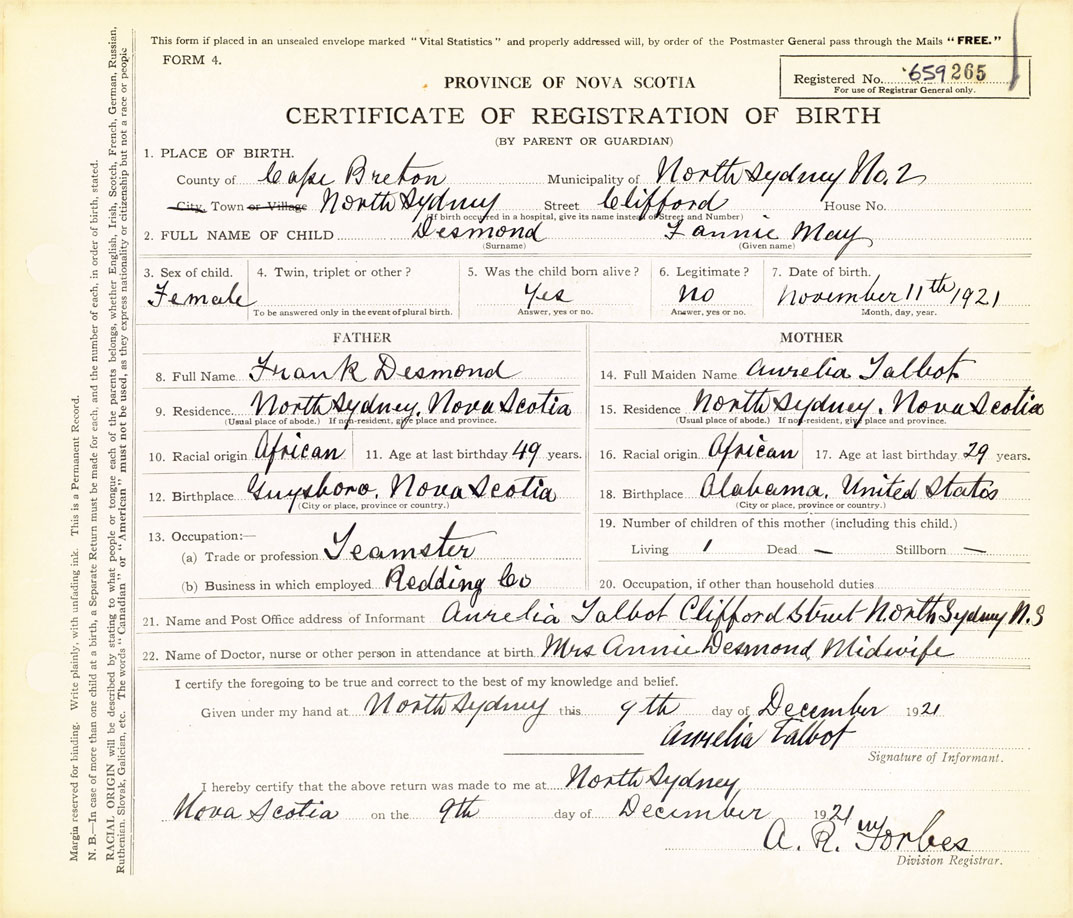 This form if placed in an unsealed envelope marked "Vital Statistics" and properly addressed will, by order of the Postmaster General pass through the Mails "FREE."
FORM 4.
Registered No. 659265
For use of Registrar General only.
PROVINCE OF NOVA SCOTIA
CERTIFICATE OF REGISTRATION OF BIRTH
(BY PARENT OR GUARDIAN)
1. PLACE OF BIRTH.
County of Cape Breton Municipality of North Sydney No. 2
City, Town or Village North Sydney Street Clifford House No.
(If birth occurred in a hospital, give its name instead of Street and Number)
2. FULL NAME OF CHILD Desmond Fannie May
(Surname) (Given name)
3. Sex of child. 4. Twin, triplet or other? 5. Was the child born alive? 6. Legitimate? 7. Date of birth.
Female Yes No November 11th 1921
To be answered only in the event of plural birth. Answer, yes or no. Answer, yes or no. Month, day, year.
FATHER
8. Full Name Frank Desmond
9. Residence North Sydney, Nova Scotia
(Usual place of abode.) If non-resident, give place and province.
10. Racial origin African 11. Age at last birthday 49 years.
12. Birthplace Guysboro, Nova Scotia
(City or place, province or country.)
13. Occupation:—
(a) Trade or profession Teamster
(b) Business in which employed Redding Co
MOTHER
14. Full Maiden Name Aurelia Talbot
15. Residence North Sydney, Nova Scotia
(Usual place of abode.) If non-resident, give place and province.
16. Racial origin African 17. Age at last birthday 29 years.
18. Birthplace Alabama, United States
(City or place, province or country.)
19. Number of children of this mother (including this child.)
Living 1 Dead — Stillborn —
20. Occupation, if other than household duties
21. Name and Post Office address of Informant Aurelia Talbot Clifford Street North Sydney N.S
22. Name of Doctor, nurse or other person in attendance at birth Mrs Annie Desmond, Midwife
I certify the foregoing to be true and correct to the best of my knowledge and belief.
Given under my hand at North Sydney this 9th day of December 1921
Aurelia Talbot
Signature of Informant.
I hereby certify that the above return was made to me at North Sydney
Nova Scotia on the 9th day of December 1921
A. R. Forbes
Division Registrar.
Margin reserved for binding. Write plainly, with unfading ink. This is a Permanent Record.
N. B.—In case of more than one child at a birth, a Separate Return must be made for each, and the number of each, in order of birth, stated.
RACIAL ORIGIN will be described by stating to what people or tongue each of the parents belongs, whether English, Irish, Scotch, French, German, Russian,
Ruthenian, Slovak, Galician, etc. The words "Canadian" or "American" must not be used, as they express nationality or citizenship but not a race or people